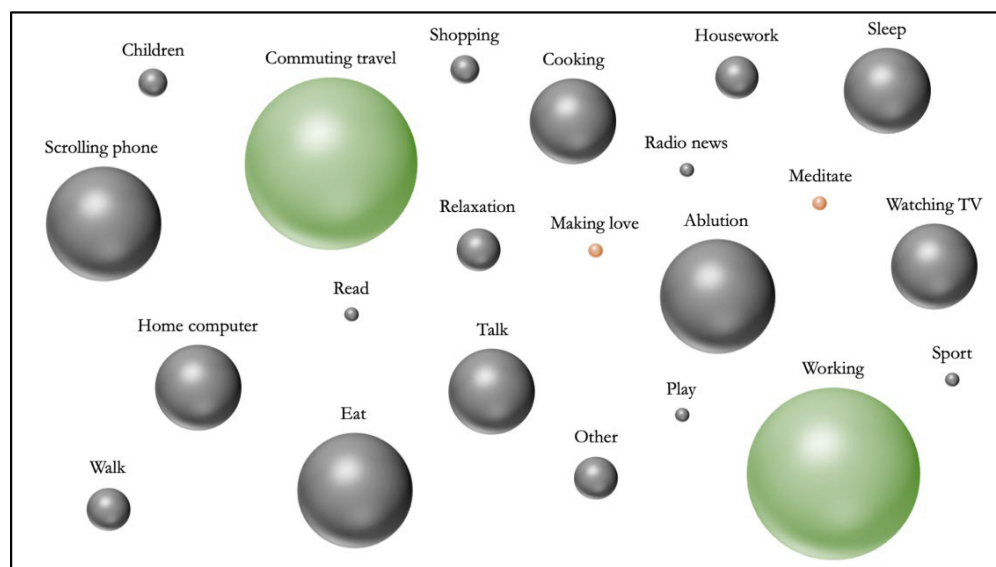 Children
Commuting travel
Shopping
Cooking
Housework
Sleep
Scrolling phone
Radio news
Meditate
Relaxation
Making love
Ablution
Watching TV
Read
Home computer
Talk
Working
Sport
Play
Eat
Other
Walk